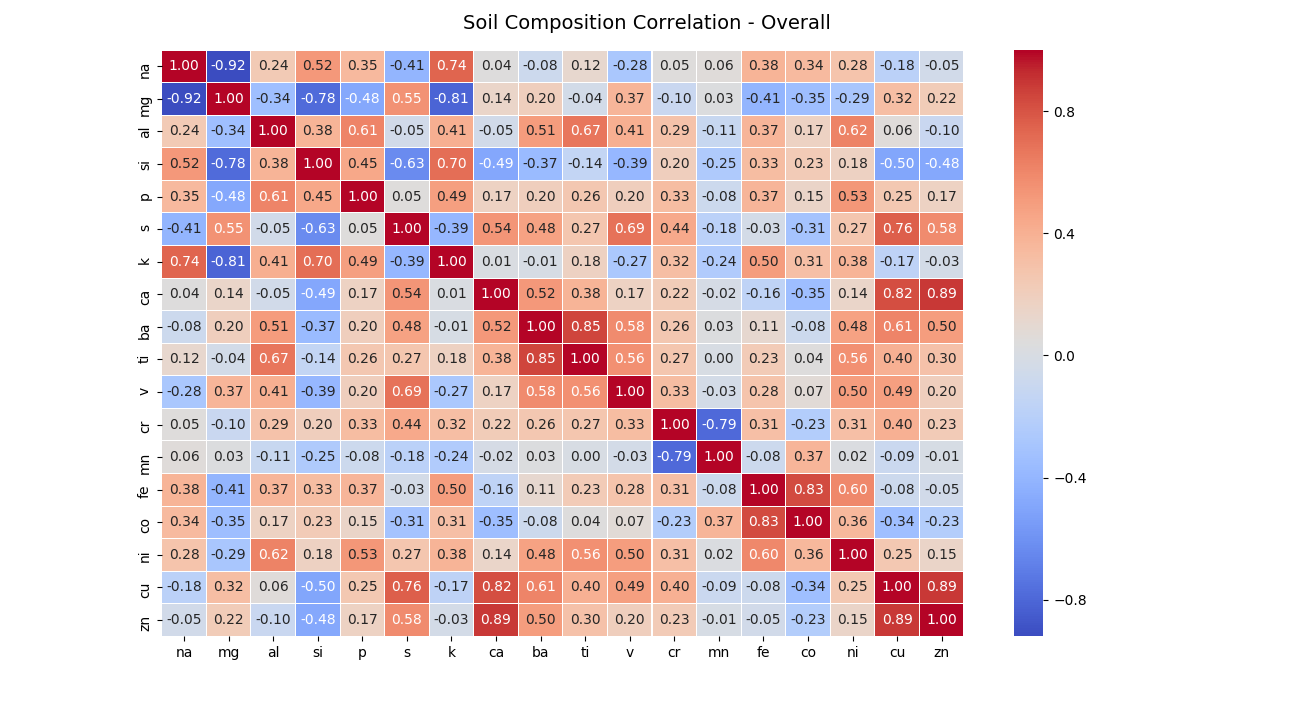 Soil Composition Correlation - Overall
na 1.00 -0.92 0.24 0.52 0.35 -0.41 0.74 0.04 -0.08 0.12 -0.28 0.05 0.06 0.38 0.34 0.28 -0.18 -0.05
mg -0.92 1.00 -0.34 -0.78 -0.48 0.55 -0.81 0.14 0.20 -0.04 0.37 -0.10 0.03 -0.41 -0.35 -0.29 0.32 0.22
al 0.24 -0.34 1.00 0.38 0.61 -0.05 0.41 -0.05 0.51 0.67 0.41 0.29 -0.11 0.37 0.17 0.62 0.06 -0.10
si 0.52 -0.78 0.38 1.00 0.45 -0.63 0.70 -0.49 -0.37 -0.14 -0.39 0.20 -0.25 0.33 0.23 0.18 -0.50 -0.48
p 0.35 -0.48 0.61 0.45 1.00 0.05 0.49 0.17 0.20 0.26 0.20 0.33 -0.08 0.37 0.15 0.53 0.25 0.17
s -0.41 0.55 -0.05 -0.63 0.05 1.00 -0.39 0.54 0.48 0.27 0.69 0.44 -0.18 -0.03 -0.31 0.27 0.76 0.58
k 0.74 -0.81 0.41 0.70 0.49 -0.39 1.00 0.01 -0.01 0.18 -0.27 0.32 -0.24 0.50 0.31 0.38 -0.17 -0.03
ca 0.04 0.14 -0.05 -0.49 0.17 0.54 0.01 1.00 0.52 0.38 0.17 0.22 -0.02 -0.16 -0.35 0.14 0.82 0.89
ba -0.08 0.20 0.51 -0.37 0.20 0.48 -0.01 0.52 1.00 0.85 0.58 0.26 0.03 0.11 -0.08 0.48 0.61 0.50
ti 0.12 -0.04 0.67 -0.14 0.26 0.27 0.18 0.38 0.85 1.00 0.56 0.27 0.00 0.23 0.04 0.56 0.40 0.30
v -0.28 0.37 0.41 -0.39 0.20 0.69 -0.27 0.17 0.58 0.56 1.00 0.33 -0.03 0.28 0.07 0.50 0.49 0.20
cr 0.05 -0.10 0.29 0.20 0.33 0.44 0.32 0.22 0.26 0.27 0.33 1.00 -0.79 0.31 -0.23 0.31 0.40 0.23
mn 0.06 0.03 -0.11 -0.25 -0.08 -0.18 -0.24 -0.02 0.03 0.00 -0.03 -0.79 1.00 -0.08 0.37 0.02 -0.09 -0.01
fe 0.38 -0.41 0.37 0.33 0.37 -0.03 0.50 -0.16 0.11 0.23 0.28 0.31 -0.08 1.00 0.83 0.60 -0.08 -0.05
co 0.34 -0.35 0.17 0.23 0.15 -0.31 0.31 -0.35 -0.08 0.04 0.07 -0.23 0.37 0.83 1.00 0.36 -0.34 -0.23
ni 0.28 -0.29 0.62 0.18 0.53 0.27 0.38 0.14 0.48 0.56 0.50 0.31 0.02 0.60 0.36 1.00 0.25 0.15
cu -0.18 0.32 0.06 -0.50 0.25 0.76 -0.17 0.82 0.61 0.40 0.49 0.40 -0.09 -0.08 -0.34 0.25 1.00 0.89
zn -0.05 0.22 -0.10 -0.48 0.17 0.58 -0.03 0.89 0.50 0.30 0.20 0.23 -0.01 -0.05 -0.23 0.15 0.89 1.00
na mg al si p s k ca ba ti v cr mn fe co ni cu zn
0.8
0.4
0.0
−0.4
−0.8